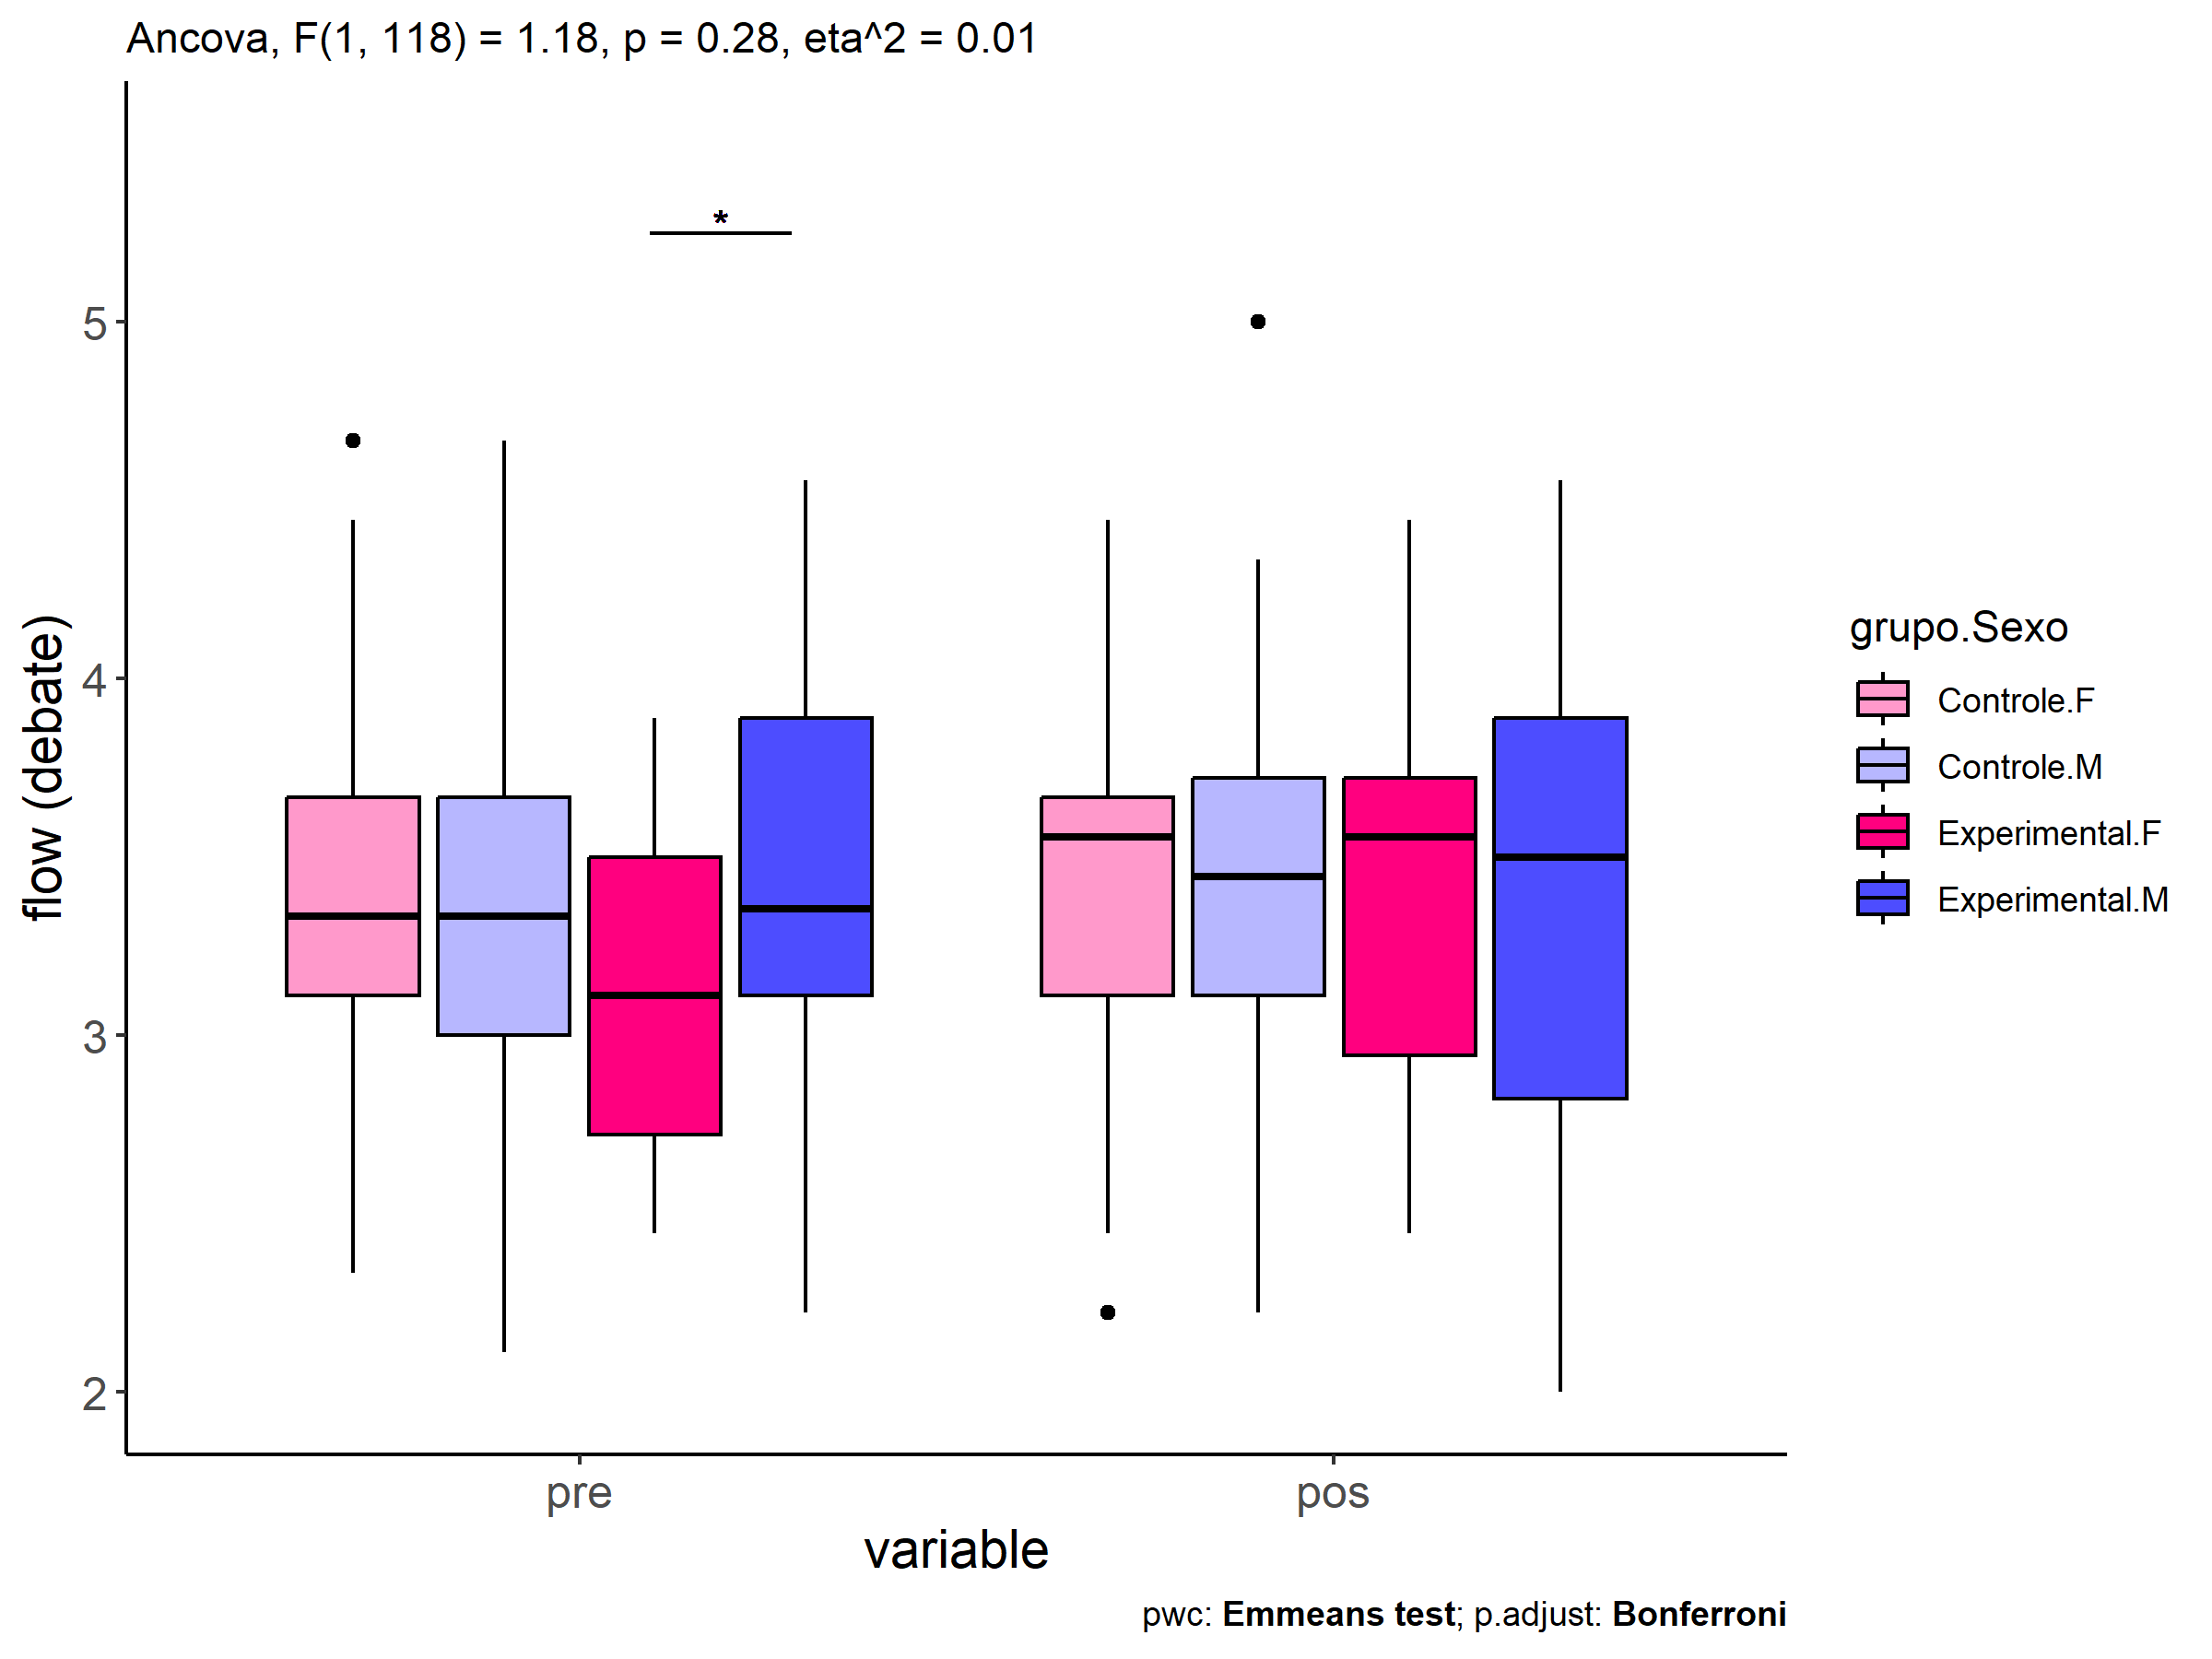 Ancova, F(1, 118) = 1.18, p = 0.28, eta^2 = 0.01
*
5
4
3
2
flow (debate)
pre
pos
variable
grupo.Sexo
Controle.F
Controle.M
Experimental.F
Experimental.M
pwc: Emmeans test; p.adjust: Bonferroni